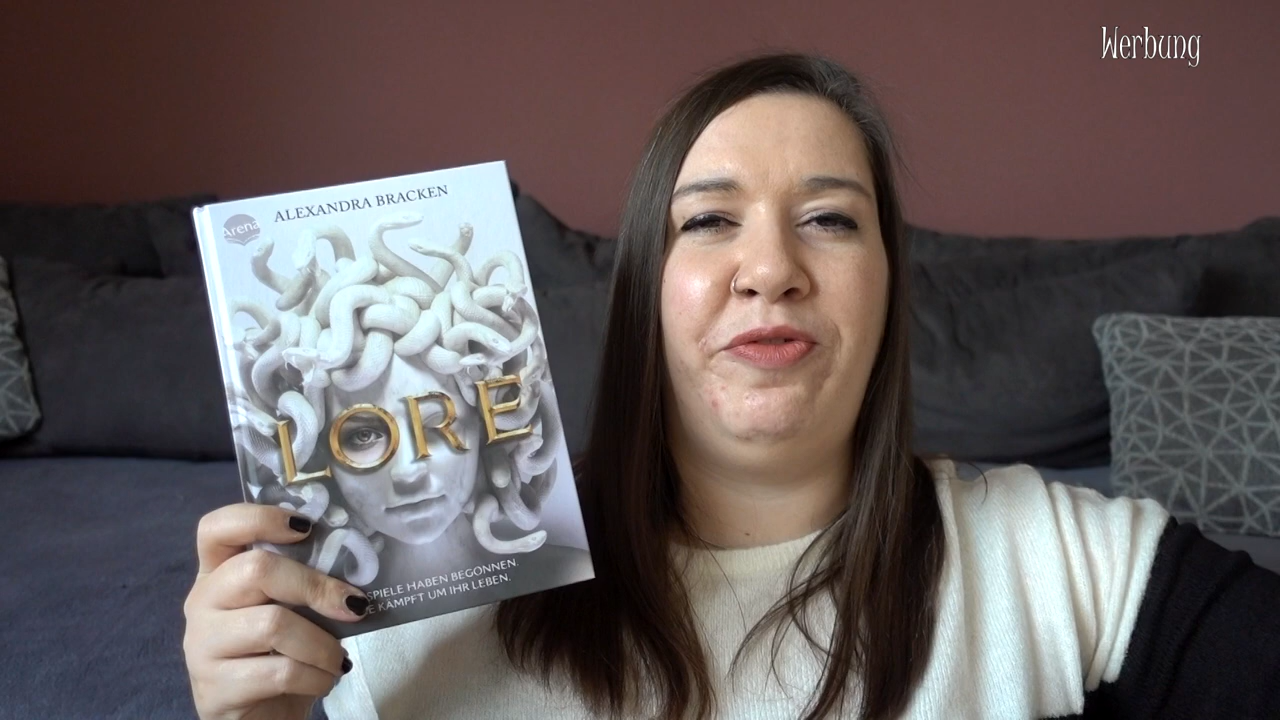 Werbung
ALEXANDRA BRACKEN
Arena
LORE
SPIELE HABEN BEGONNEN.
KÄMPFT UM IHR LEBEN.